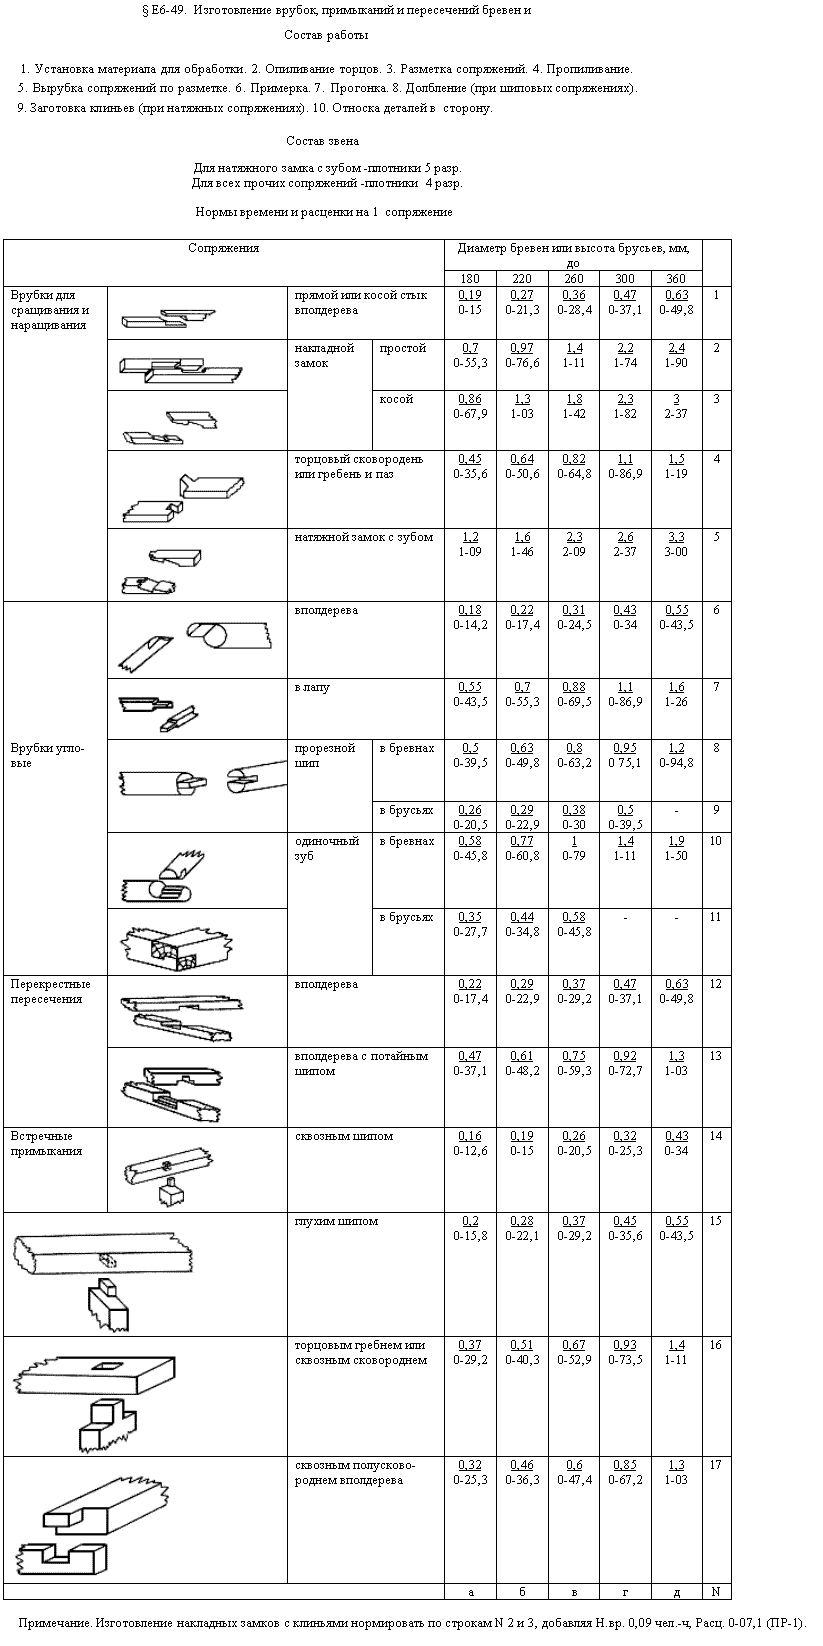 § Е6-49. Изготовление врубок, примыканий и пересечений бревен и
Состав работы
1. Установка материала для обработки. 2. Опиливание торцов. 3. Разметка сопряжений. 4. Пропиливание.
5. Вырубка сопряжений по разметке. 6. Примерка. 7. Прогонка. 8. Долбление (при шиповых сопряжениях).
9. Заготовка клиньев (при натяжных сопряжениях). 10. Относка деталей в сторону.
Состав звена
Для натяжного замка с зубом -плотники 5 разр.
Для всех прочих сопряжений -плотники 4 разр.
Нормы времени и расценки на 1 сопряжение
Сопряжения
Диаметр бревен или высота брусьев, мм,
до
180 220 260 300 360
Врубки для прямой или косой стык 0,19 0,27 0,36 0,47 0,63 1
сращивания и вполдерева 0-15 0-21,3 0-28,4 0-37,1 0-49,8
наращивания
накладной простой 0,7 0,97 1,4 2,2 2,4 2
замок 0-55,3 0-76,6 1-11 1-74 1-90
косой 0,86 1,3 1,8 2,3 3 3
0-67,9 1-03 1-42 1-82 2-37
торцовый сковородень 0,45 0,64 0,82 1,1 1,5 4
или гребень и паз 0-35,6 0-50,6 0-64,8 0-86,9 1-19
натяжной замок с зубом 1,2 1,6 2,3 2,6 3,3 5
1-09 1-46 2-09 2-37 3-00
вполдерева 0,18 0,22 0,31 0,43 0,55 6
0-14,2 0-17,4 0-24,5 0-34 0-43,5
в лапу 0,55 0,7 0,88 1,1 1,6 7
0-43,5 0-55,3 0-69,5 0-86,9 1-26
Врубки угло- прорезной в бревнах 0,5 0,63 0,8 0,95 1,2 8
вые шип 0-39,5 0-49,8 0-63,2 0 75,1 0-94,8
в брусьях 0,26 0,29 0,38 0,5 - 9
0-20,5 0-22,9 0-30 0-39,5
одиночный в бревнах 0,58 0,77 1 1,4 1,9 10
зуб 0-45,8 0-60,8 0-79 1-11 1-50
в брусьях 0,35 0,44 0,58 - - 11
0-27,7 0-34,8 0-45,8
Перекрестные вполдерева 0,22 0,29 0,37 0,47 0,63 12
пересечения 0-17,4 0-22,9 0-29,2 0-37,1 0-49,8
вполдерева с потайным 0,47 0,61 0,75 0,92 1,3 13
шипом 0-37,1 0-48,2 0-59,3 0-72,7 1-03
Встречные сквозным шипом 0,16 0,19 0,26 0,32 0,43 14
примыкания 0-12,6 0-15 0-20,5 0-25,3 0-34
глухим шипом 0,2 0,28 0,37 0,45 0,55 15
0-15,8 0-22,1 0-29,2 0-35,6 0-43,5
торцовым гребнем или 0,37 0,51 0,67 0,93 1,4 16
сквозным сковороднем 0-29,2 0-40,3 0-52,9 0-73,5 1-11
сквозным полусково- 0,32 0,46 0,6 0,85 1,3 17
роднем вполдерева 0-25,3 0-36,3 0-47,4 0-67,2 1-03
а б в г д N
Примечание. Изготовление накладных замков с клиньями нормировать по строкам N 2 и 3, добавляя Н.вр. 0,09 чел.-ч, Расц. 0-07,1 (ПР-1).